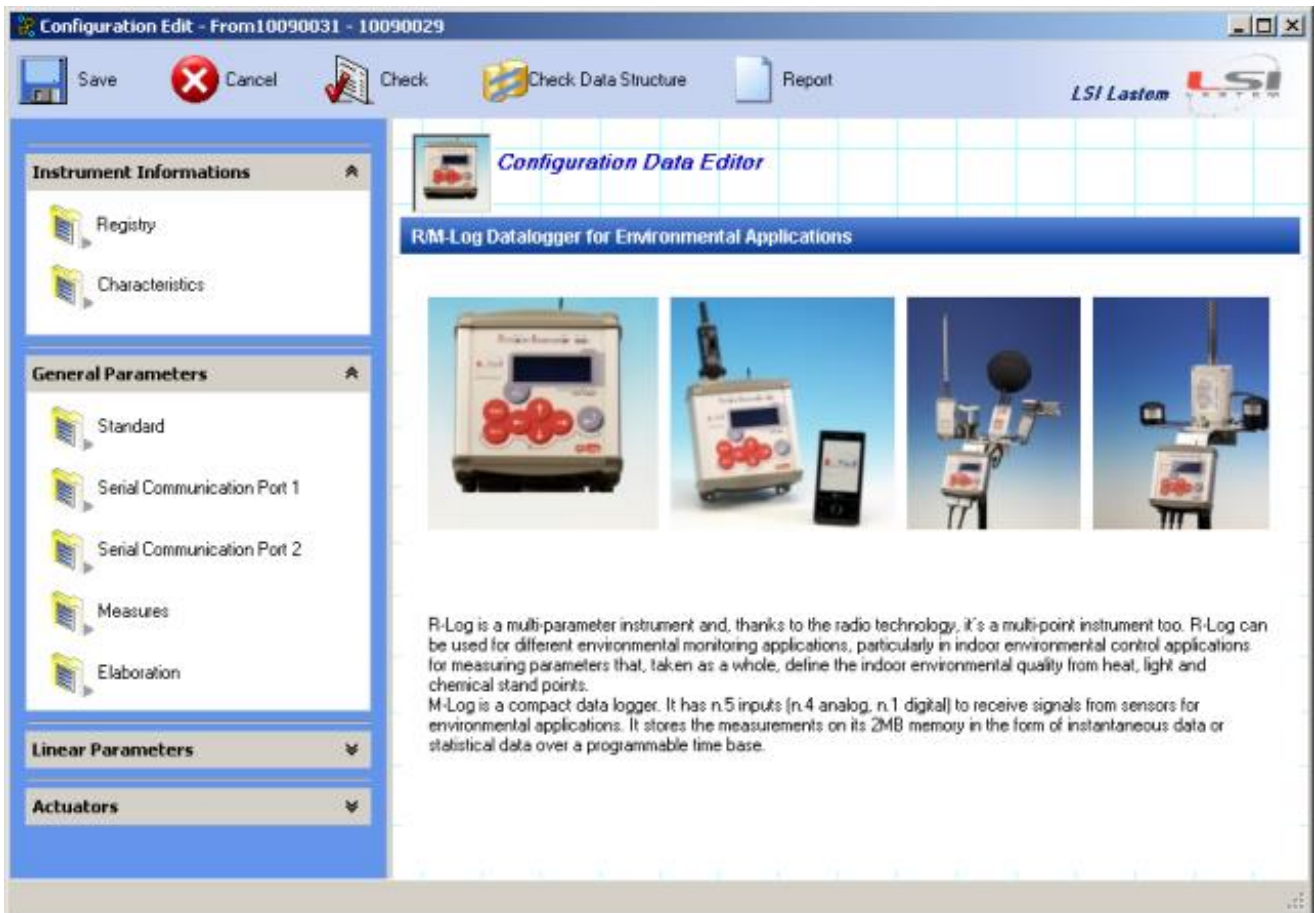 Configuration Edit - From10090031 - 10090029
Save
Cancel
Check
Check Data Structure
Report
LSI Lastem
LSI
LASTEM
Instrument Informations
Registry
Characteristics
General Parameters
Standard
Serial Communication Port 1
Serial Communication Port 2
Measures
Elaboration
Linear Parameters
Actuators
Configuration Data Editor
R/M-Log Datalogger for Environmental Applications
R-Log is a multi-parameter instrument and, thanks to the radio technology, it's a multi-point instrument too. R-Log can
be used for different environmental monitoring applications, particularly in indoor environmental control applications
for measuring parameters that, taken as a whole, define the indoor environmental quality from heat, light and
chemical stand points.
M-Log is a compact data logger. It has n.5 inputs (n.4 analog, n.1 digital) to receive signals from sensors for
environmental applications. It stores the measurements on its 2MB memory in the form of instantaneous data or
statistical data over a programmable time base.